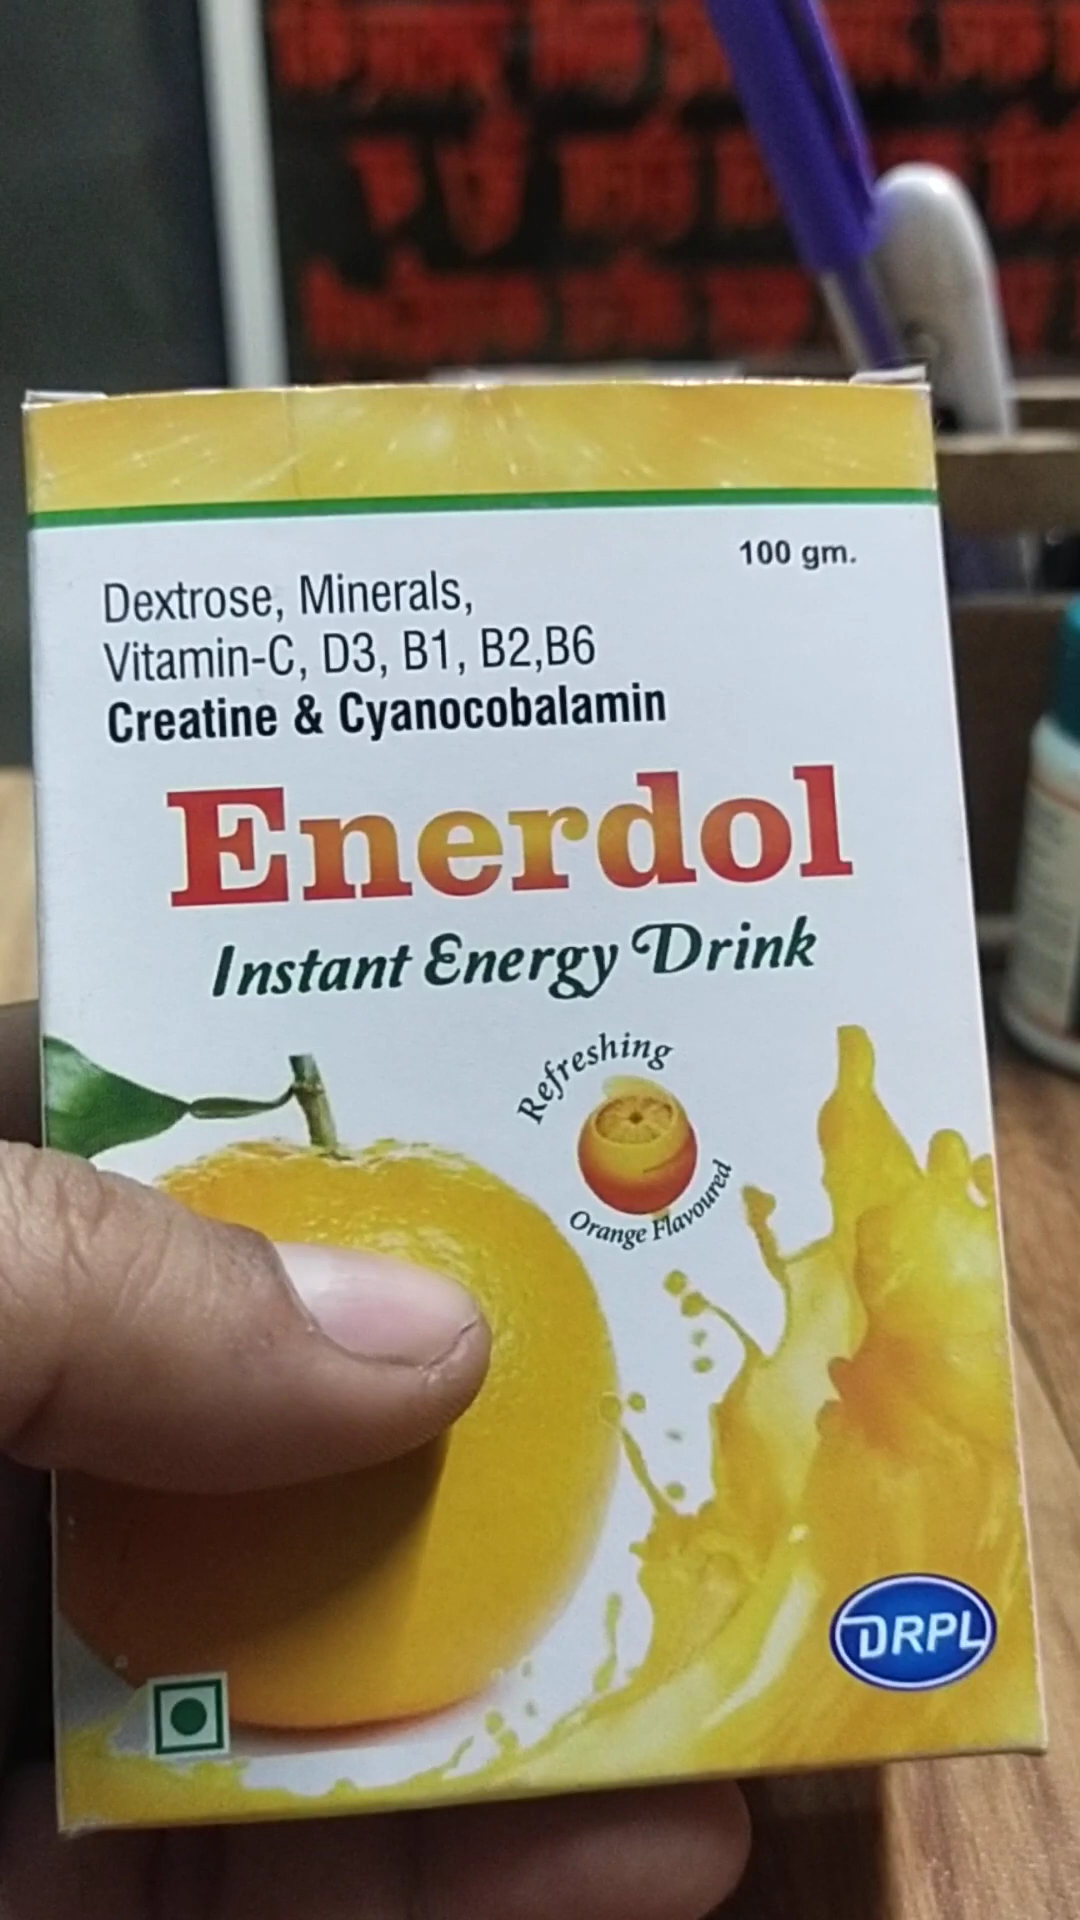 100 gm.
Dextrose, Minerals,
Vitamin-C, D3, B1, B2,B6
Creatine & Cyanocobalamin
Enerdol
Instant Energy Drink
Refreshing
Orange Flavoured
DRPL